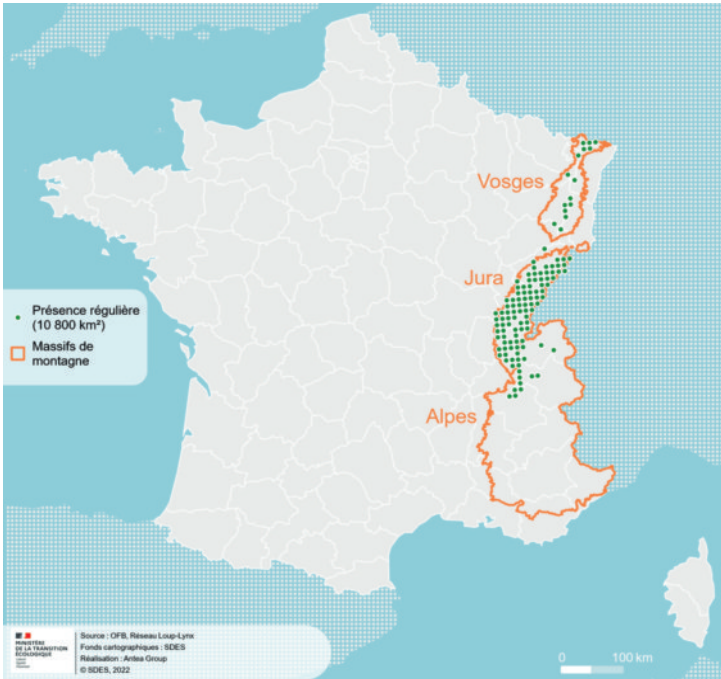 Vosges
Jura
Présence régulière
(10 800 km²)
Massifs de
montagne
Alpes
MINISTÈRE
DE LA TRANSITION
ÉCOLOGIQUE
Source : OFB, Réseau Loup-Lynx
Fonds cartographiques : SDES
Réalisation : Antea Group
© SDES, 2022
0 100 km